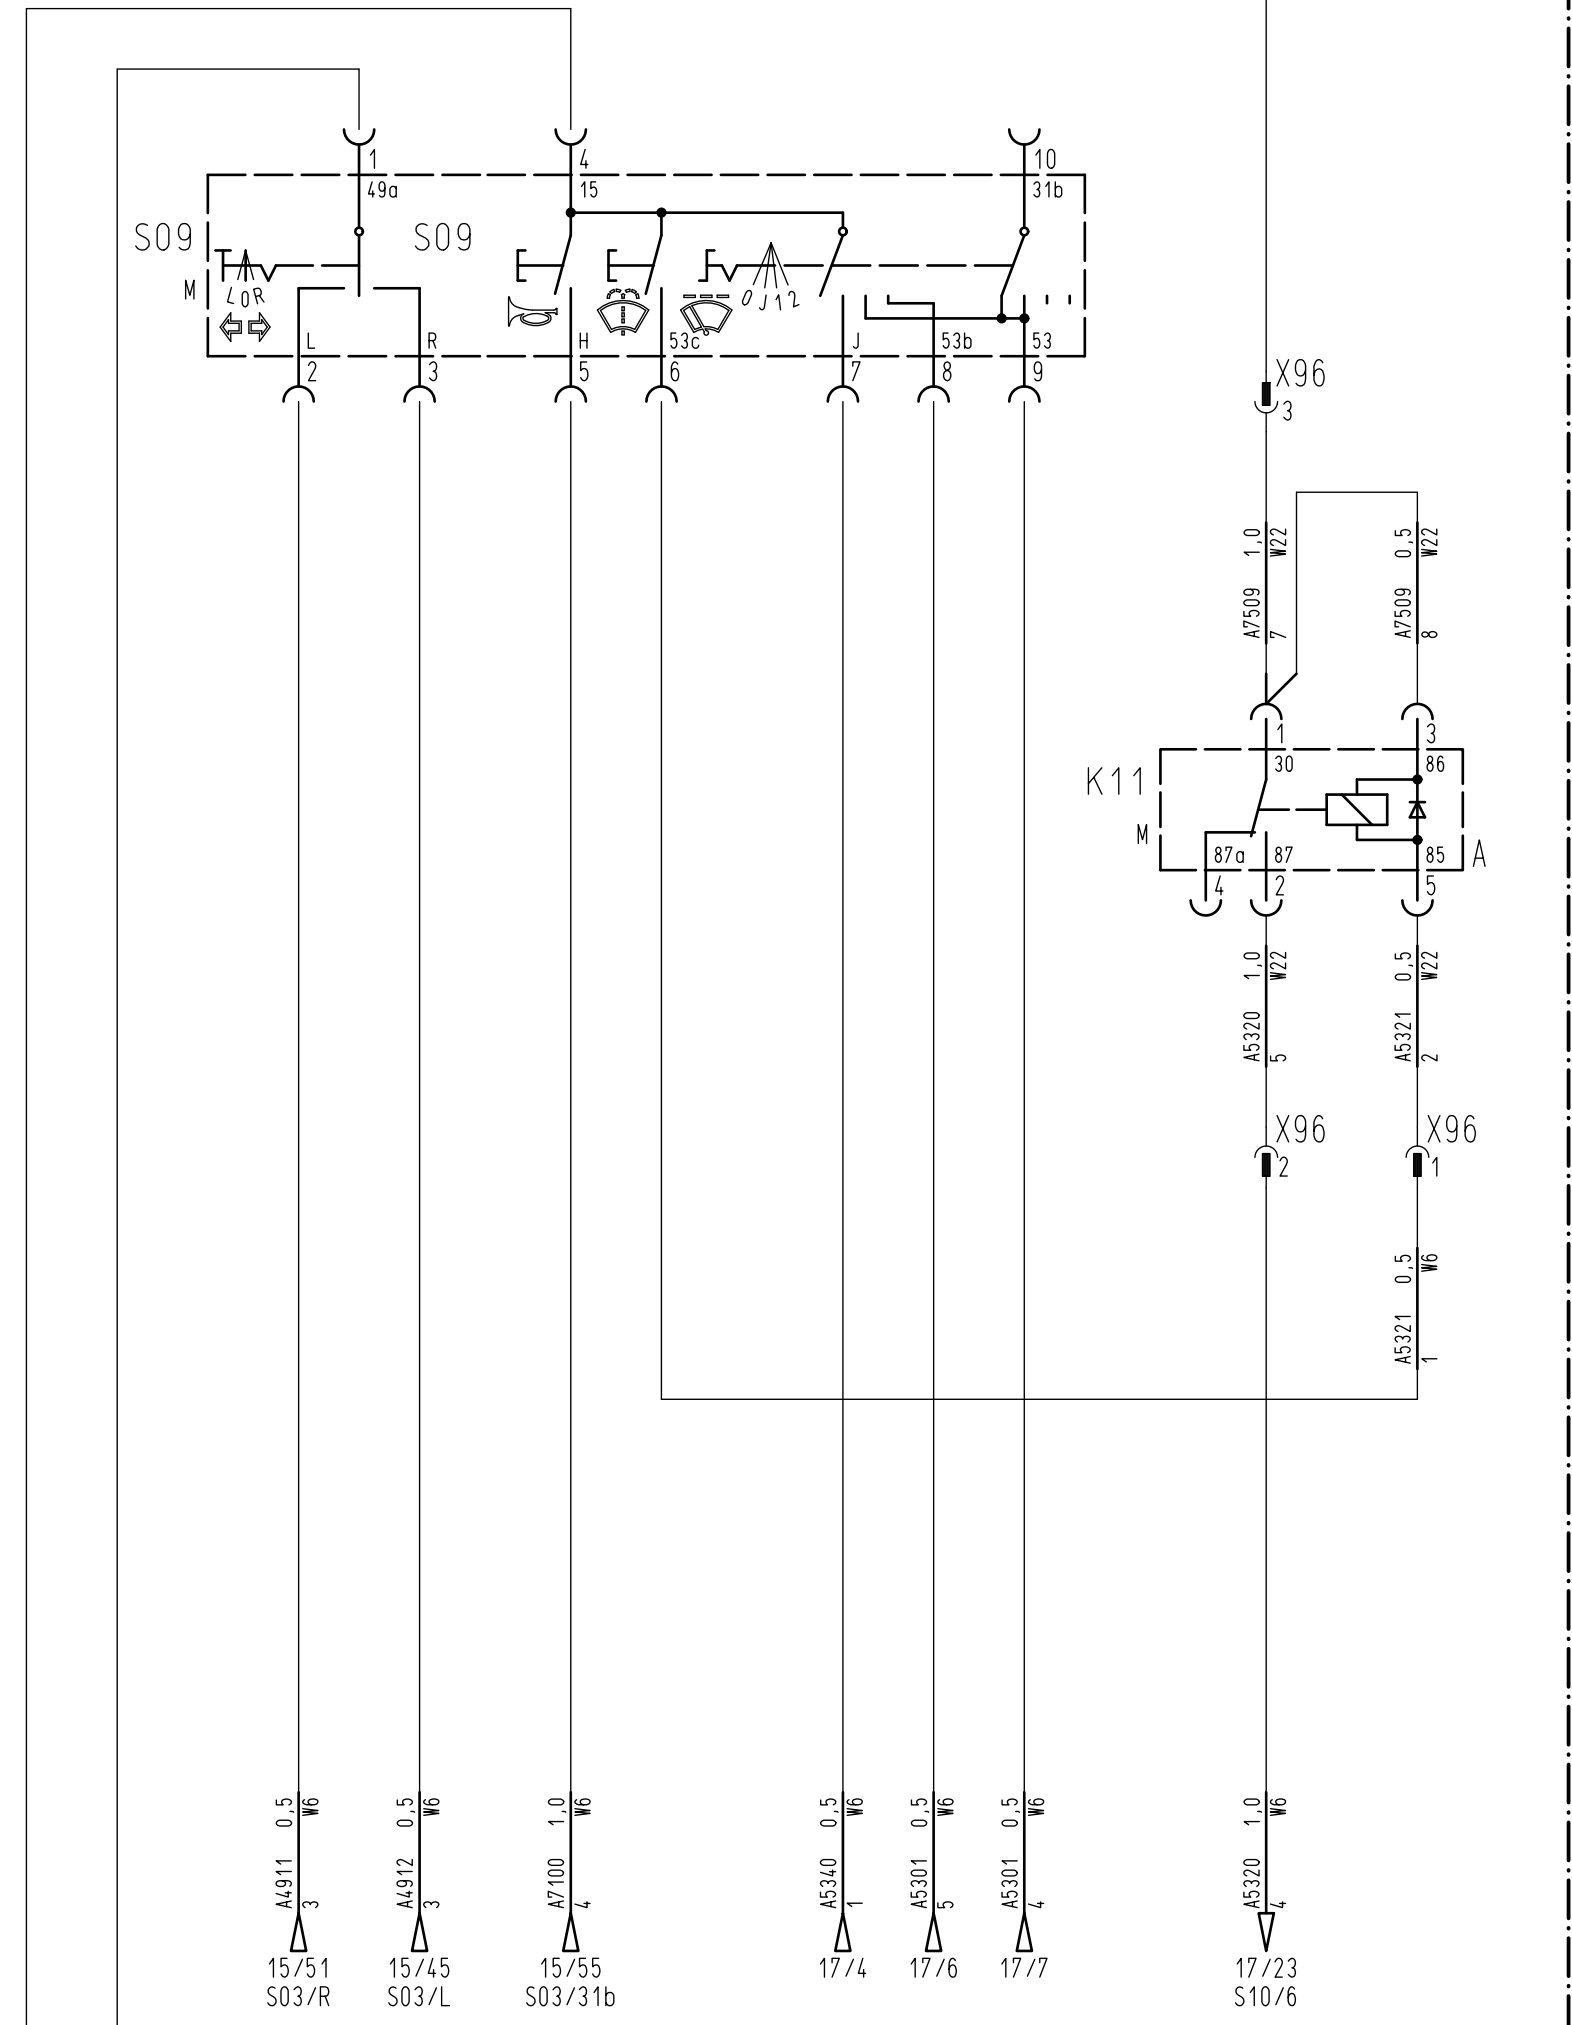 1 4 10
49a 15 31b
S09 S09
M L 0 R 0 J 1 2
L R H 53c J 53b 53
2 3 5 6 7 8 9
X96
3
1,0 W22 0,5 W22
A7509 7 A7509 8
1 3
30 86
K11
M
87a 87 85 A
4 2 5
1,0 W22 0,5 W22
A5320 5 A5321 2
X96 X96
2 1
0,5 W6
A5321 1
0,5 W6 0,5 W6 1,0 W6 0,5 W6 0,5 W6 0,5 W6 1,0 W6
A4911 3 A4912 3 A7100 4 A5340 1 A5301 5 A5301 4 A5320 4
15/51 15/45 15/55 17/4 17/6 17/7 17/23
S03/R S03/L S03/31b S10/6